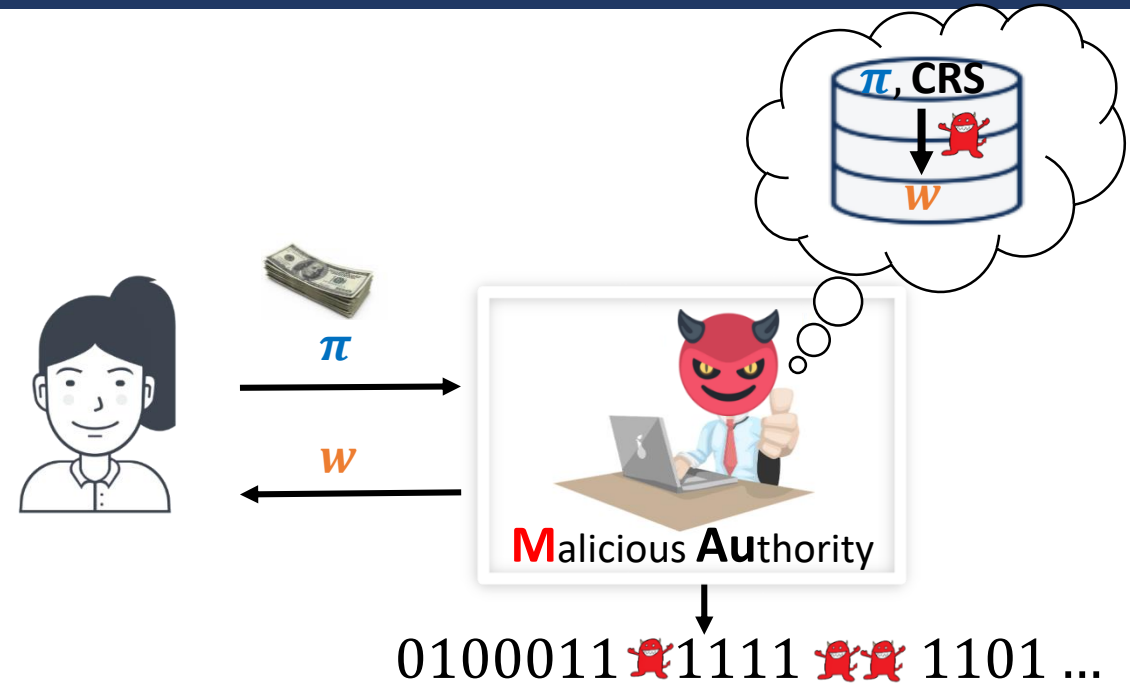 π, CRS
w
π
w
Malicious Authority
0100011 1111 1101 ...